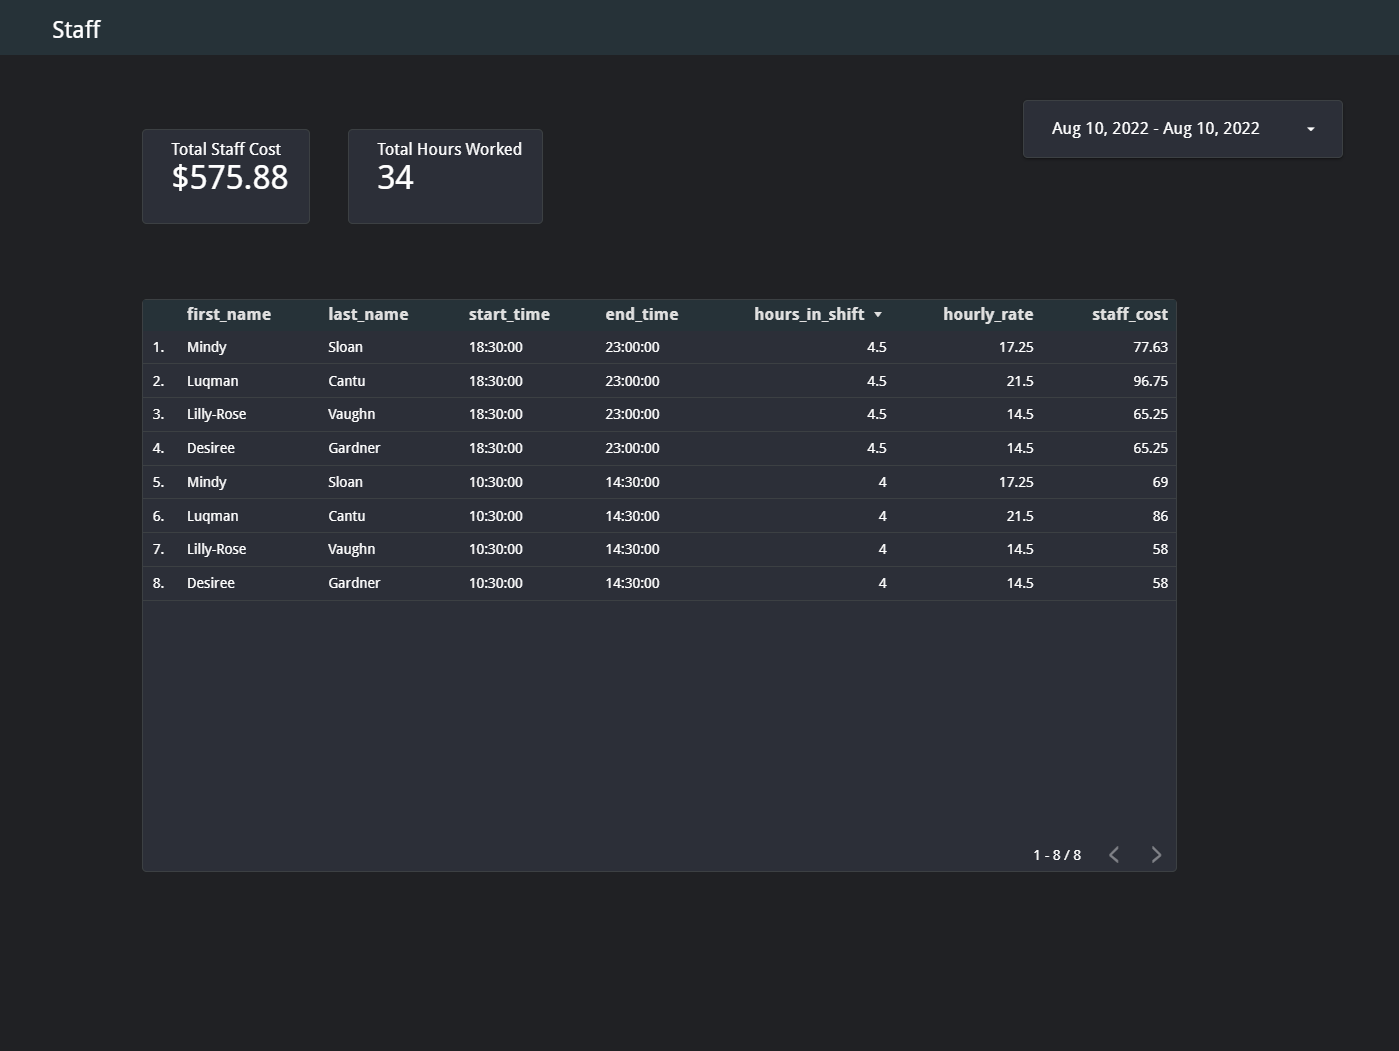 Staff
Aug 10, 2022 - Aug 10, 2022
Total Staff Cost
$575.88
Total Hours Worked
34
first_name last_name start_time end_time hours_in_shift hourly_rate staff_cost
1. Mindy Sloan 18:30:00 23:00:00 4.5 17.25 77.63
2. Luqman Cantu 18:30:00 23:00:00 4.5 21.5 96.75
3. Lilly-Rose Vaughn 18:30:00 23:00:00 4.5 14.5 65.25
4. Desiree Gardner 18:30:00 23:00:00 4.5 14.5 65.25
5. Mindy Sloan 10:30:00 14:30:00 4 17.25 69
6. Luqman Cantu 10:30:00 14:30:00 4 21.5 86
7. Lilly-Rose Vaughn 10:30:00 14:30:00 4 14.5 58
8. Desiree Gardner 10:30:00 14:30:00 4 14.5 58
1 - 8 / 8